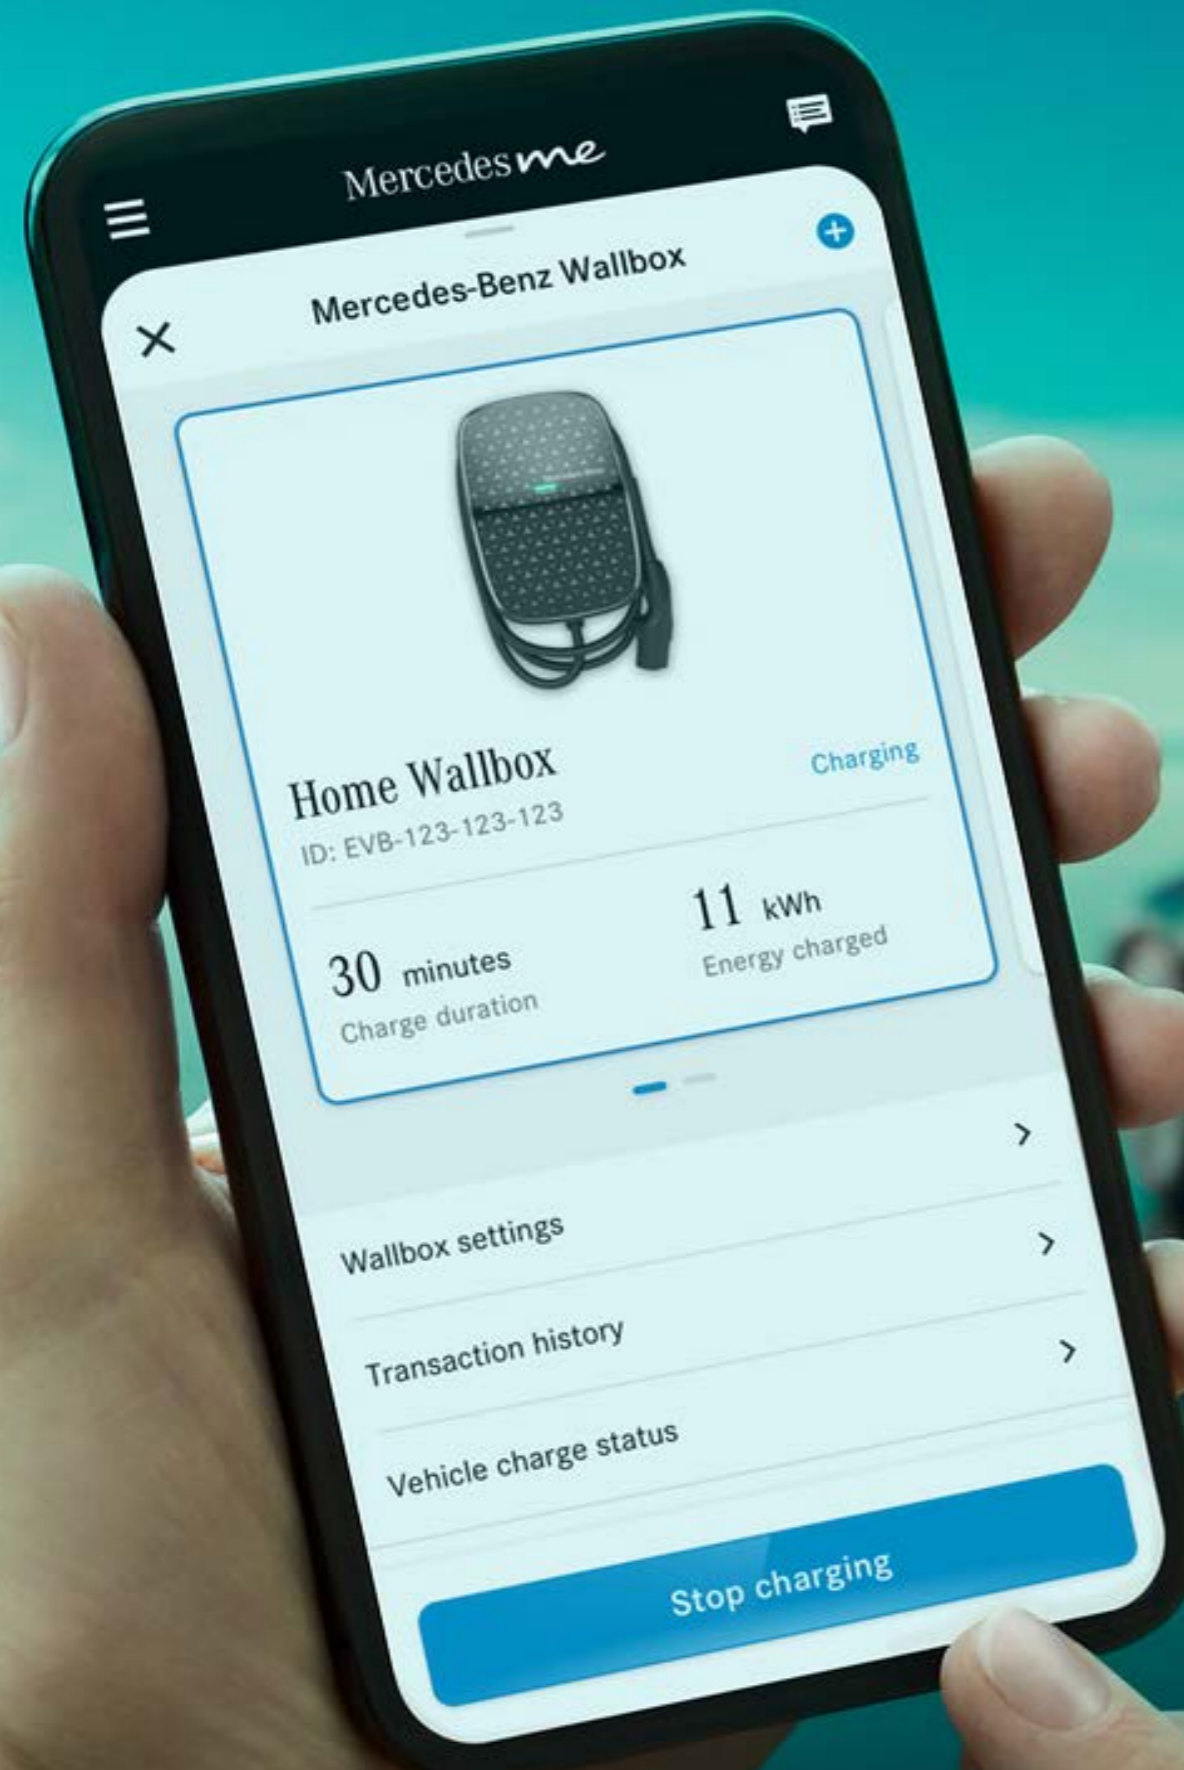 Mercedes me
Mercedes-Benz Wallbox
Home Wallbox
Charging
ID: EVB-123-123-123
30 minutes
11 kWh
Charge duration
Energy charged
Wallbox settings
Transaction history
Vehicle charge status
Stop charging